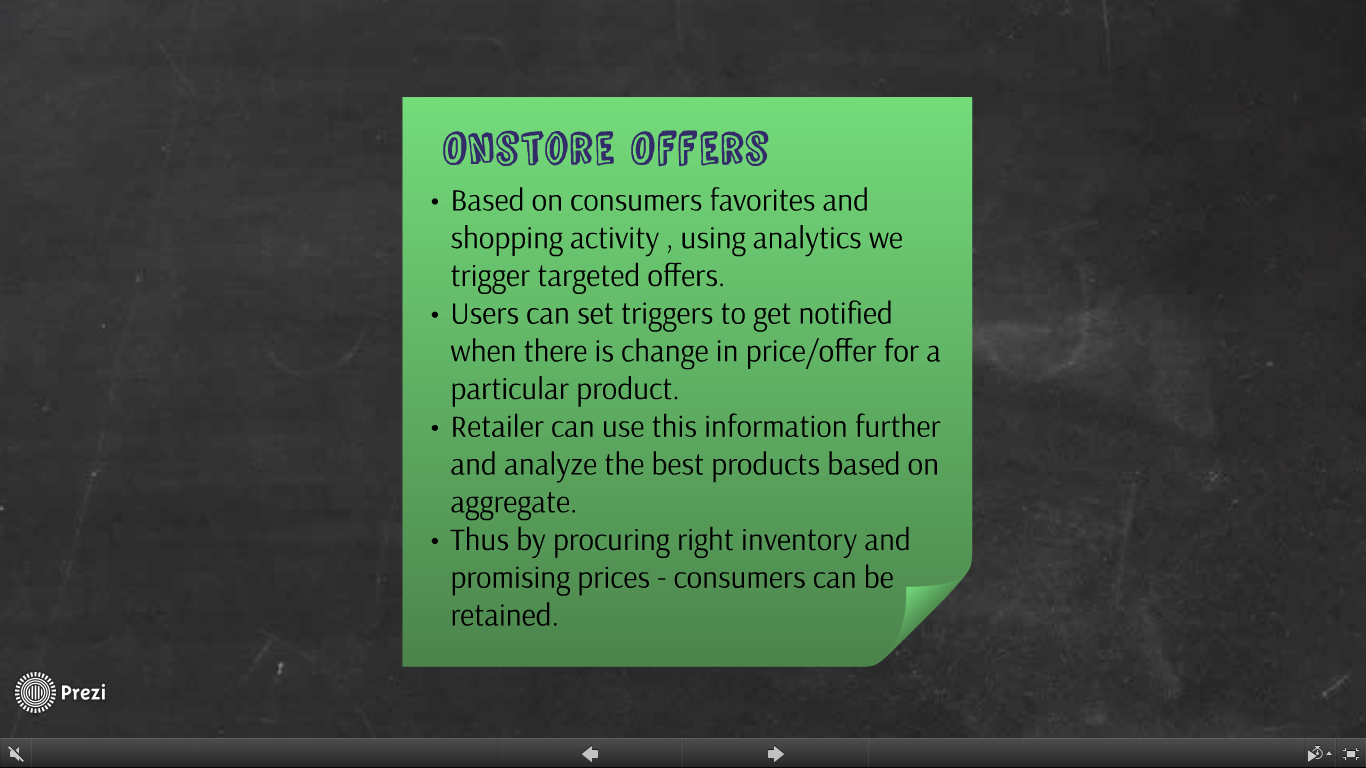 ONSTORE OFFERS
• Based on consumers favorites and
shopping activity , using analytics we
trigger targeted offers.
• Users can set triggers to get notified
when there is change in price/offer for a
particular product.
• Retailer can use this information further
and analyze the best products based on
aggregate.
• Thus by procuring right inventory and
promising prices - consumers can be
retained.
Prezi